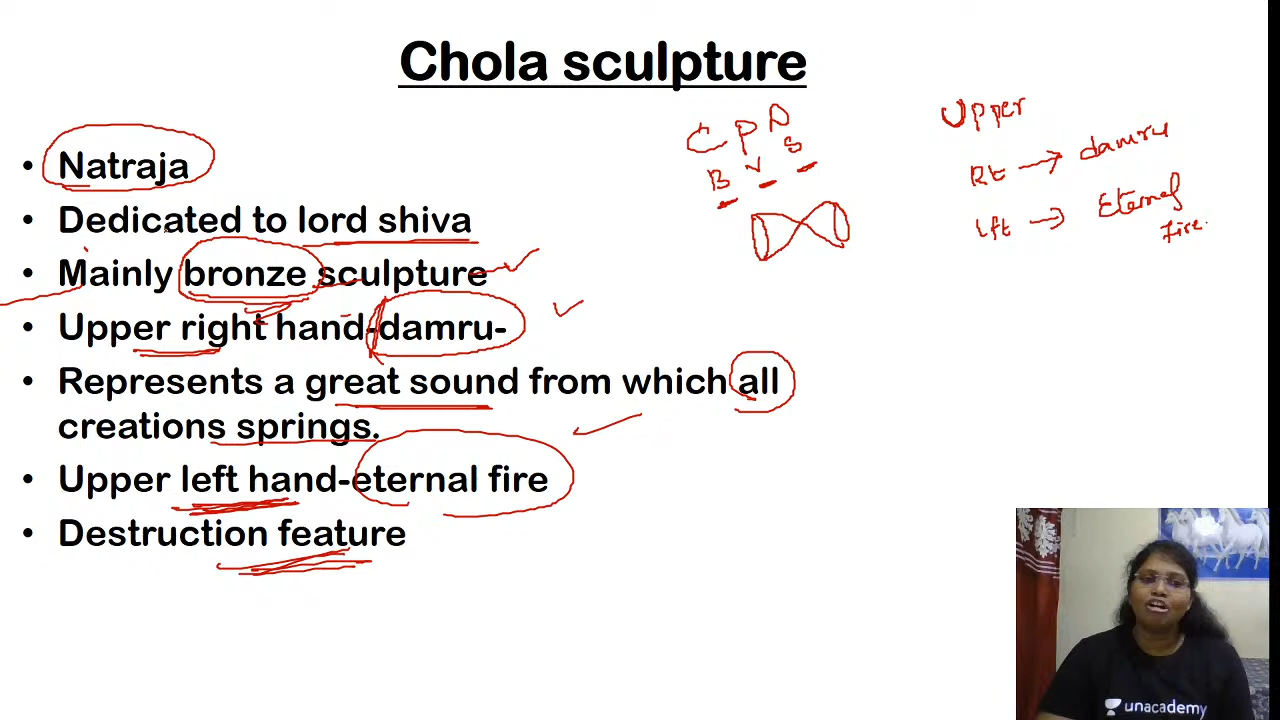 Chola sculpture
• Natraja
• Dedicated to lord shiva
• Mainly bronze sculpture
• Upper right hand-damru-
• Represents a great sound from which all
creations springs.
• Upper left hand-eternal fire
• Destruction feature
C P D
B V S
Upper
Rt → damru
Lft → Eternal
fire.
unacademy